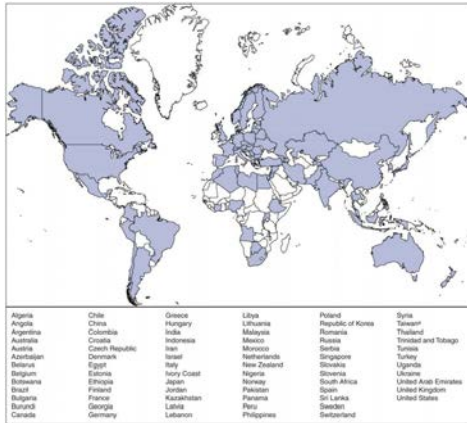 Algeria
Angola
Argentina
Australia
Austria
Azerbaijan
Belarus
Belgium
Botswana
Brazil
Bulgaria
Burundi
Canada
Chile
China
Colombia
Croatia
Czech Republic
Denmark
Egypt
Estonia
Ethiopia
Finland
France
Georgia
Germany
Greece
Hungary
India
Indonesia
Iran
Israel
Italy
Ivory Coast
Japan
Jordan
Kazakhstan
Latvia
Lebanon
Libya
Lithuania
Malaysia
Mexico
Morocco
Netherlands
New Zealand
Nigeria
Norway
Pakistan
Panama
Peru
Philippines
Poland
Republic of Korea
Romania
Russia
Serbia
Singapore
Slovakia
Slovenia
South Africa
Spain
Sri Lanka
Sweden
Switzerland
Syria
Taiwanª
Thailand
Trinidad and Tobago
Tunisia
Turkey
Uganda
Ukraine
United Arab Emirates
United Kingdom
United States